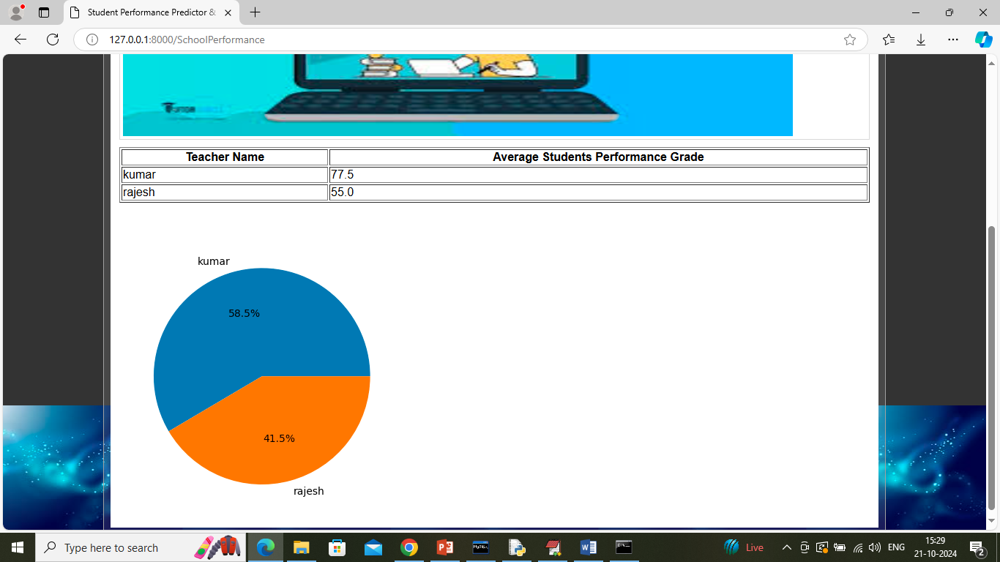 Student Performance Predictor &
127.0.0.1:8000/SchoolPerformance
Teacher Name Average Students Performance Grade
kumar 77.5
rajesh 55.0
kumar
58.5%
41.5%
rajesh
Type here to search
Live
ENG
15:29
21-10-2024
2